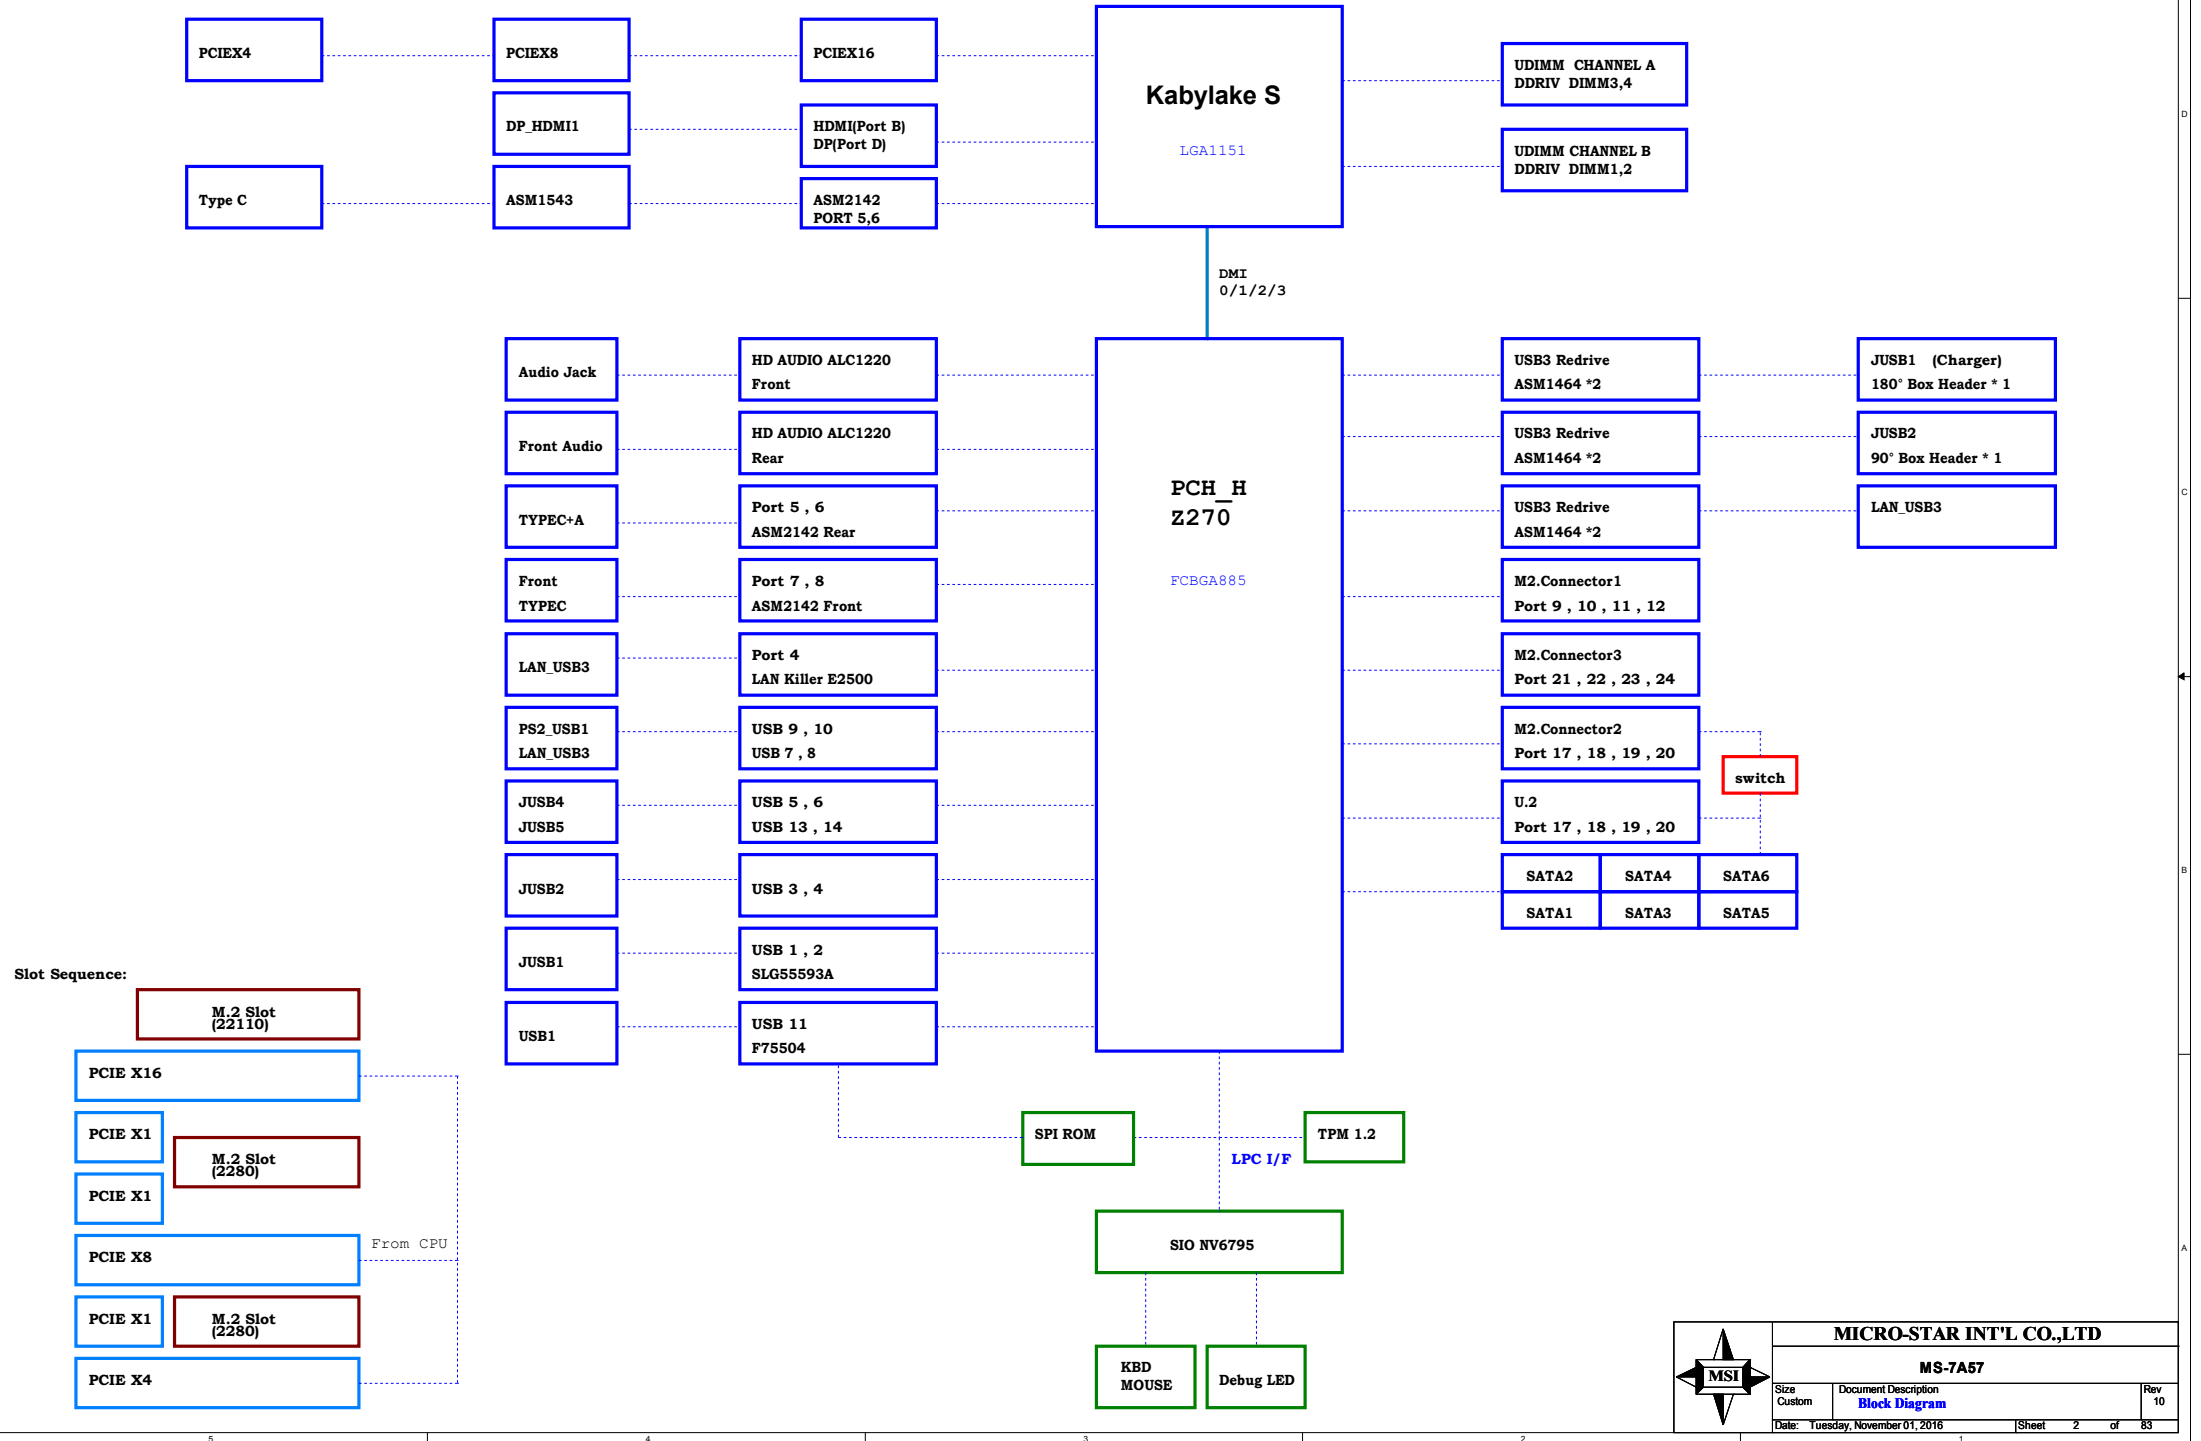 PCIEX4
PCIEX8
PCIEX16
Kabylake S
LGA1151
UDIMM CHANNEL A
DDRIV DIMM3,4
DP_HDMI1
HDMI(Port B)
DP(Port D)
UDIMM CHANNEL B
DDRIV DIMM1,2
Type C
ASM1543
ASM2142
PORT 5,6
DMI
0/1/2/3
Audio Jack
HD AUDIO ALC1220
Front
Front Audio
HD AUDIO ALC1220
Rear
TYPEC+A
Port 5 , 6
ASM2142 Rear
Front
TYPEC
Port 7 , 8
ASM2142 Front
LAN_USB3
Port 4
LAN Killer E2500
PS2_USB1
LAN_USB3
USB 9 , 10
USB 7 , 8
JUSB4
JUSB5
USB 5 , 6
USB 13 , 14
JUSB2
USB 3 , 4
JUSB1
USB 1 , 2
SLG55593A
USB1
USB 11
F75504
PCH_H
Z270
FCBGA885
USB3 Redrive
ASM1464 *2
JUSB1 (Charger)
180° Box Header * 1
USB3 Redrive
ASM1464 *2
JUSB2
90° Box Header * 1
USB3 Redrive
ASM1464 *2
LAN_USB3
M2.Connector1
Port 9 , 10 , 11 , 12
M2.Connector3
Port 21 , 22 , 23 , 24
M2.Connector2
Port 17 , 18 , 19 , 20
switch
U.2
Port 17 , 18 , 19 , 20
SATA2 SATA4 SATA6
SATA1 SATA3 SATA5
Slot Sequence:
M.2 Slot
(22110)
PCIE X16
PCIE X1
M.2 Slot
(2280)
PCIE X1
PCIE X8
From CPU
PCIE X1
M.2 Slot
(2280)
PCIE X4
SPI ROM
TPM 1.2
LPC I/F
SIO NV6795
KBD
MOUSE
Debug LED
MSI
MICRO-STAR INT'L CO.,LTD
MS-7A57
Size
Custom
Document Description
Block Diagram
Rev
10
Date: Tuesday, November 01, 2016
Sheet 2 of 83
D
C
B
A
5 4 3 2 1